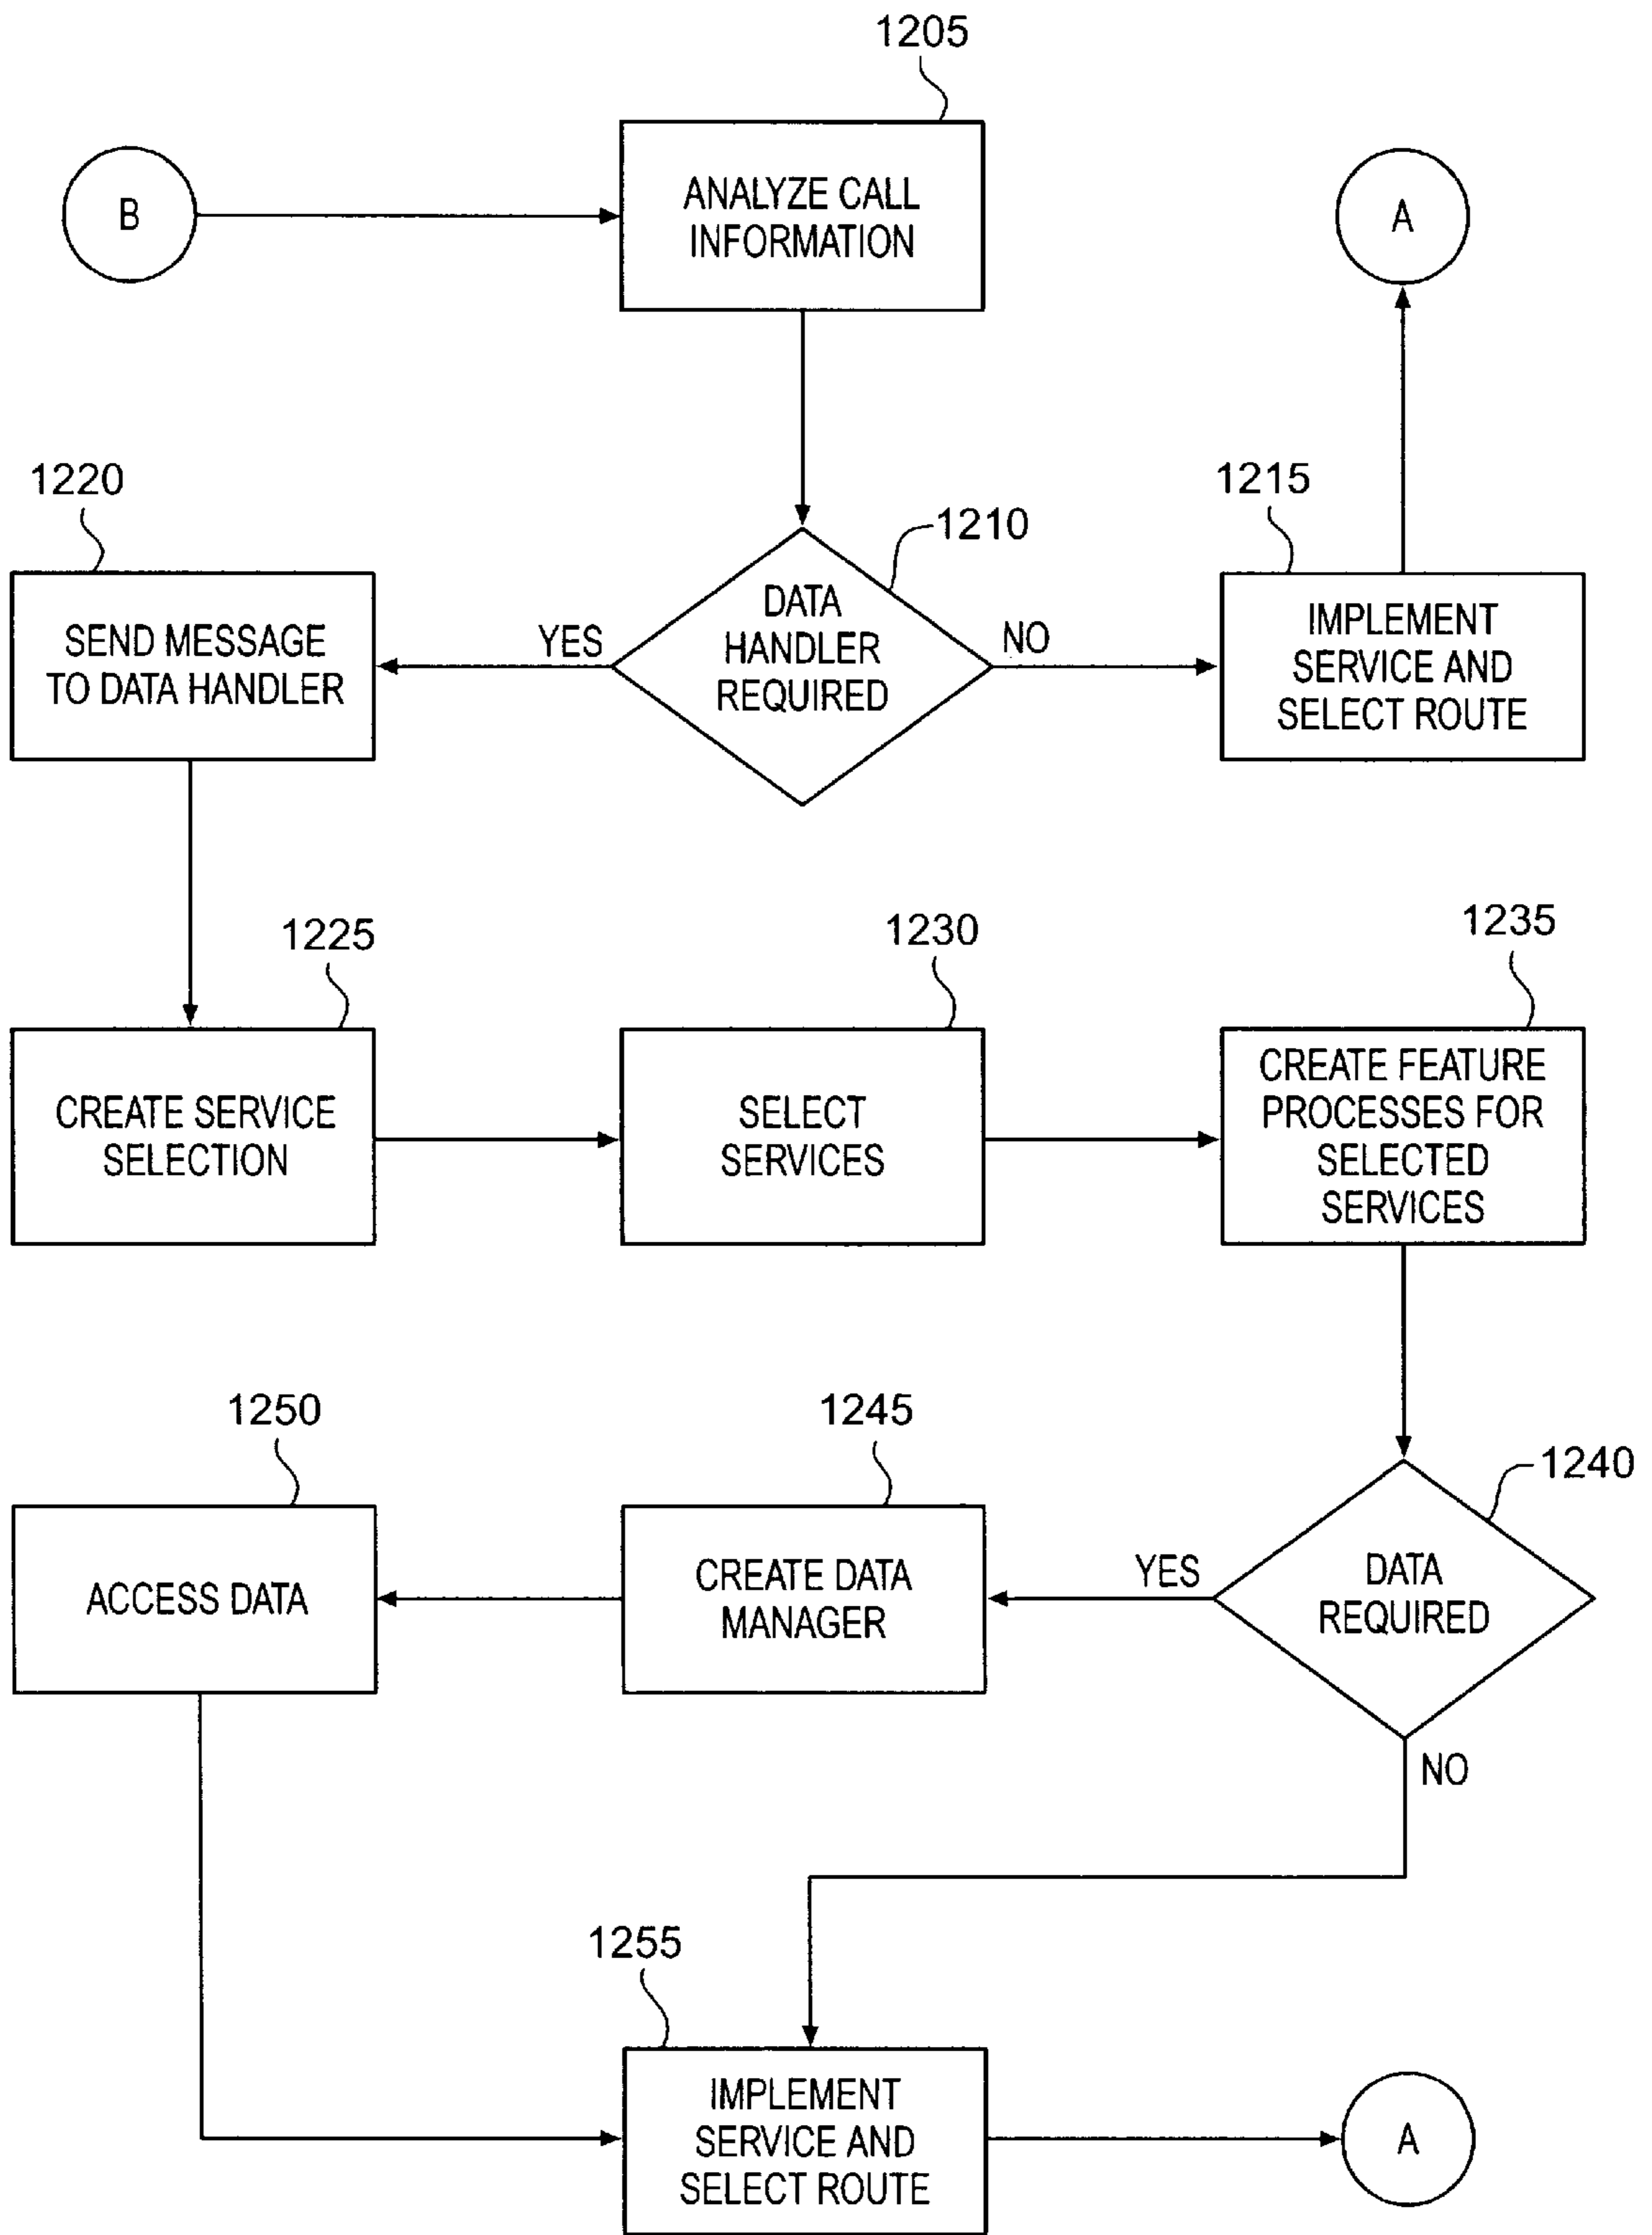 1205
B
ANALYZE CALL
INFORMATION
A
1220
1210
1215
SEND MESSAGE
TO DATA HANDLER
YES
DATA
HANDLER
REQUIRED
NO
IMPLEMENT
SERVICE AND
SELECT ROUTE
1225
1230
1235
CREATE SERVICE
SELECTION
SELECT
SERVICES
CREATE FEATURE
PROCESSES FOR
SELECTED
SERVICES
1250
1245
1240
ACCESS DATA
CREATE DATA
MANAGER
YES
DATA
REQUIRED
NO
1255
IMPLEMENT
SERVICE AND
SELECT ROUTE
A